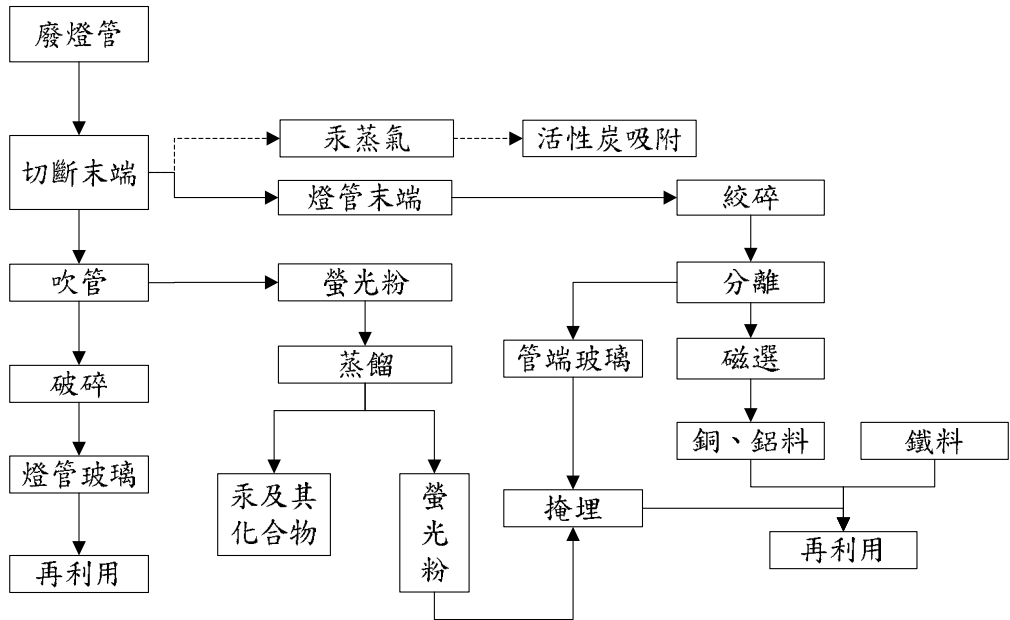 廢燈管
切斷末端
汞蒸氣
活性炭吸附
燈管末端
絞碎
吹管
螢光粉
分離
蒸餾
管端玻璃
磁選
破碎
銅、鋁料
鐵料
燈管玻璃
汞及其
化合物
螢
光
粉
掩埋
再利用
再利用